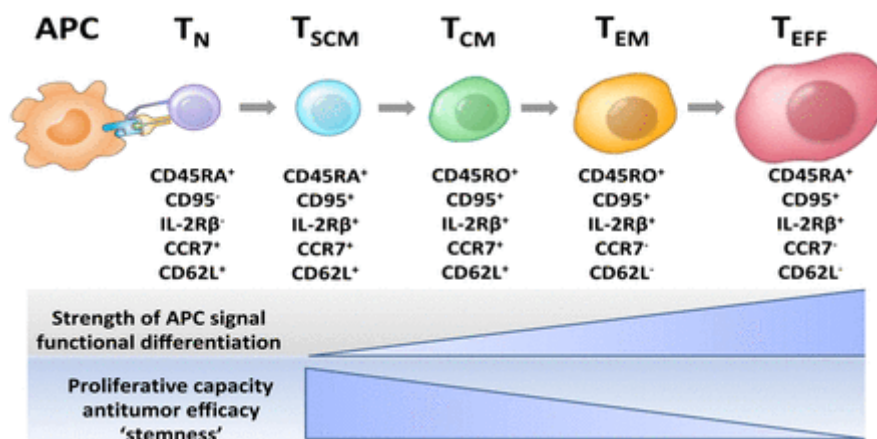 APC TN TSCM TCM TEM TEFF
CD45RA⁺ CD45RA⁺ CD45RO⁺ CD45RO⁺ CD45RA⁺
CD95⁻ CD95⁺ CD95⁺ CD95⁺ CD95⁺
IL-2Rβ⁻ IL-2Rβ⁺ IL-2Rβ⁺ IL-2Rβ⁺ IL-2Rβ⁺
CCR7⁺ CCR7⁺ CCR7⁺ CCR7⁻ CCR7⁻
CD62L⁺ CD62L⁺ CD62L⁺ CD62L⁻ CD62L⁻
Strength of APC signal
functional differentiation
Proliferative capacity
antitumor efficacy
‘stemness’